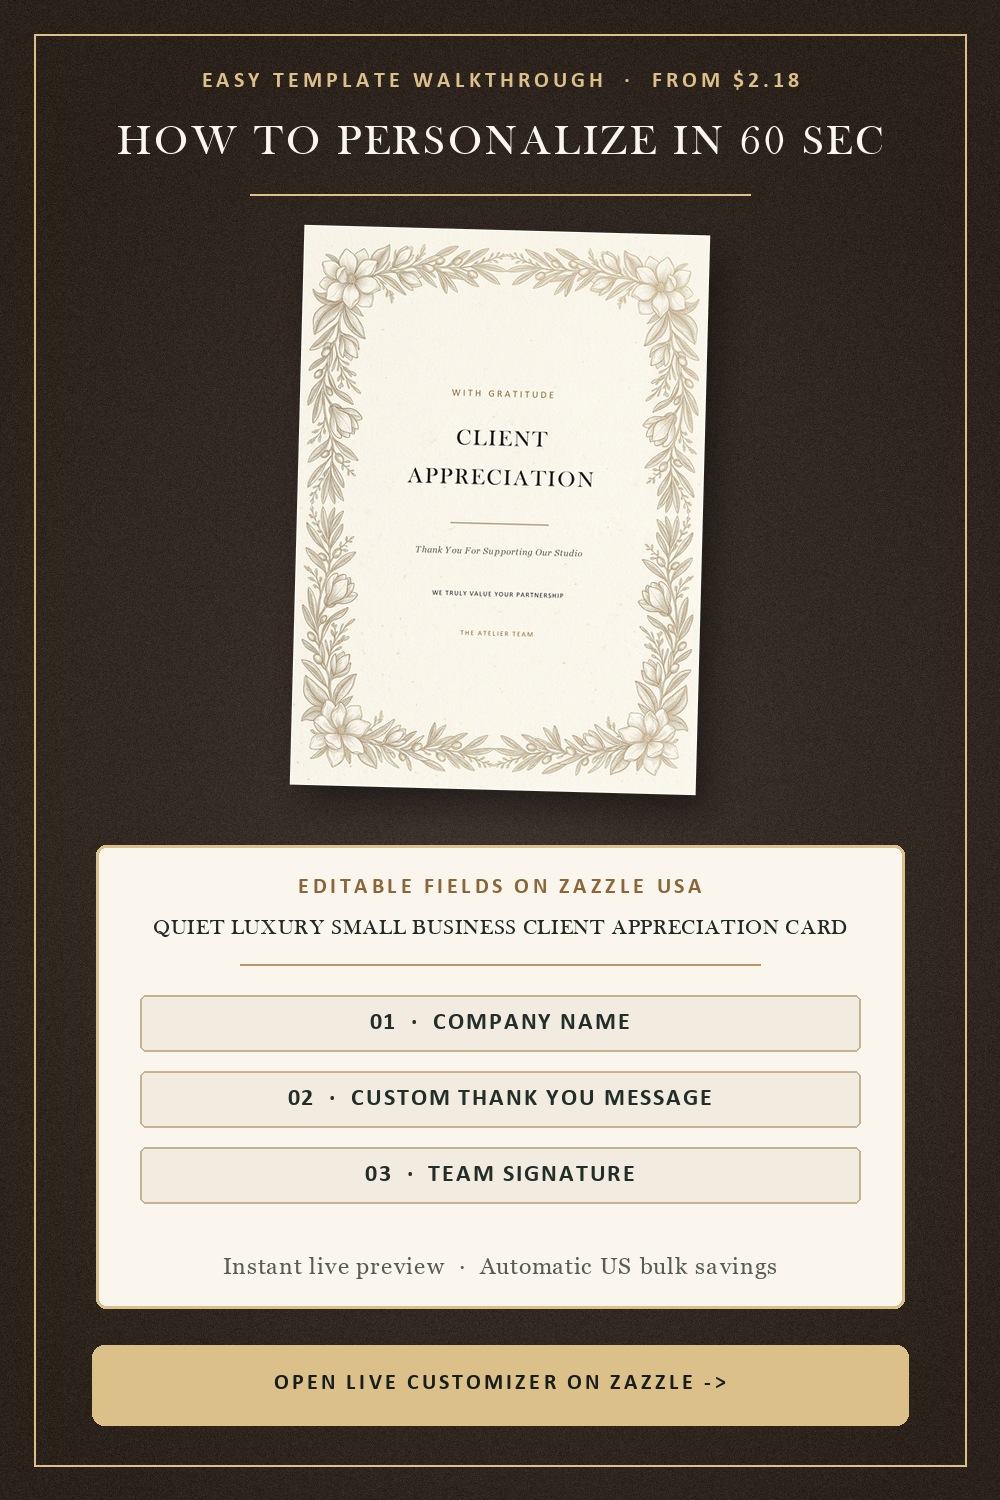 EASY TEMPLATE WALKTHROUGH · FROM $2.18
HOW TO PERSONALIZE IN 60 SEC
WITH GRATITUDE
CLIENT
APPRECIATION
Thank You For Supporting Our Studio
WE TRULY VALUE YOUR PARTNERSHIP
THE ATELIER TEAM
EDITABLE FIELDS ON ZAZZLE USA
QUIET LUXURY SMALL BUSINESS CLIENT APPRECIATION CARD
01 · COMPANY NAME
02 · CUSTOM THANK YOU MESSAGE
03 · TEAM SIGNATURE
Instant live preview · Automatic US bulk savings
OPEN LIVE CUSTOMIZER ON ZAZZLE ->